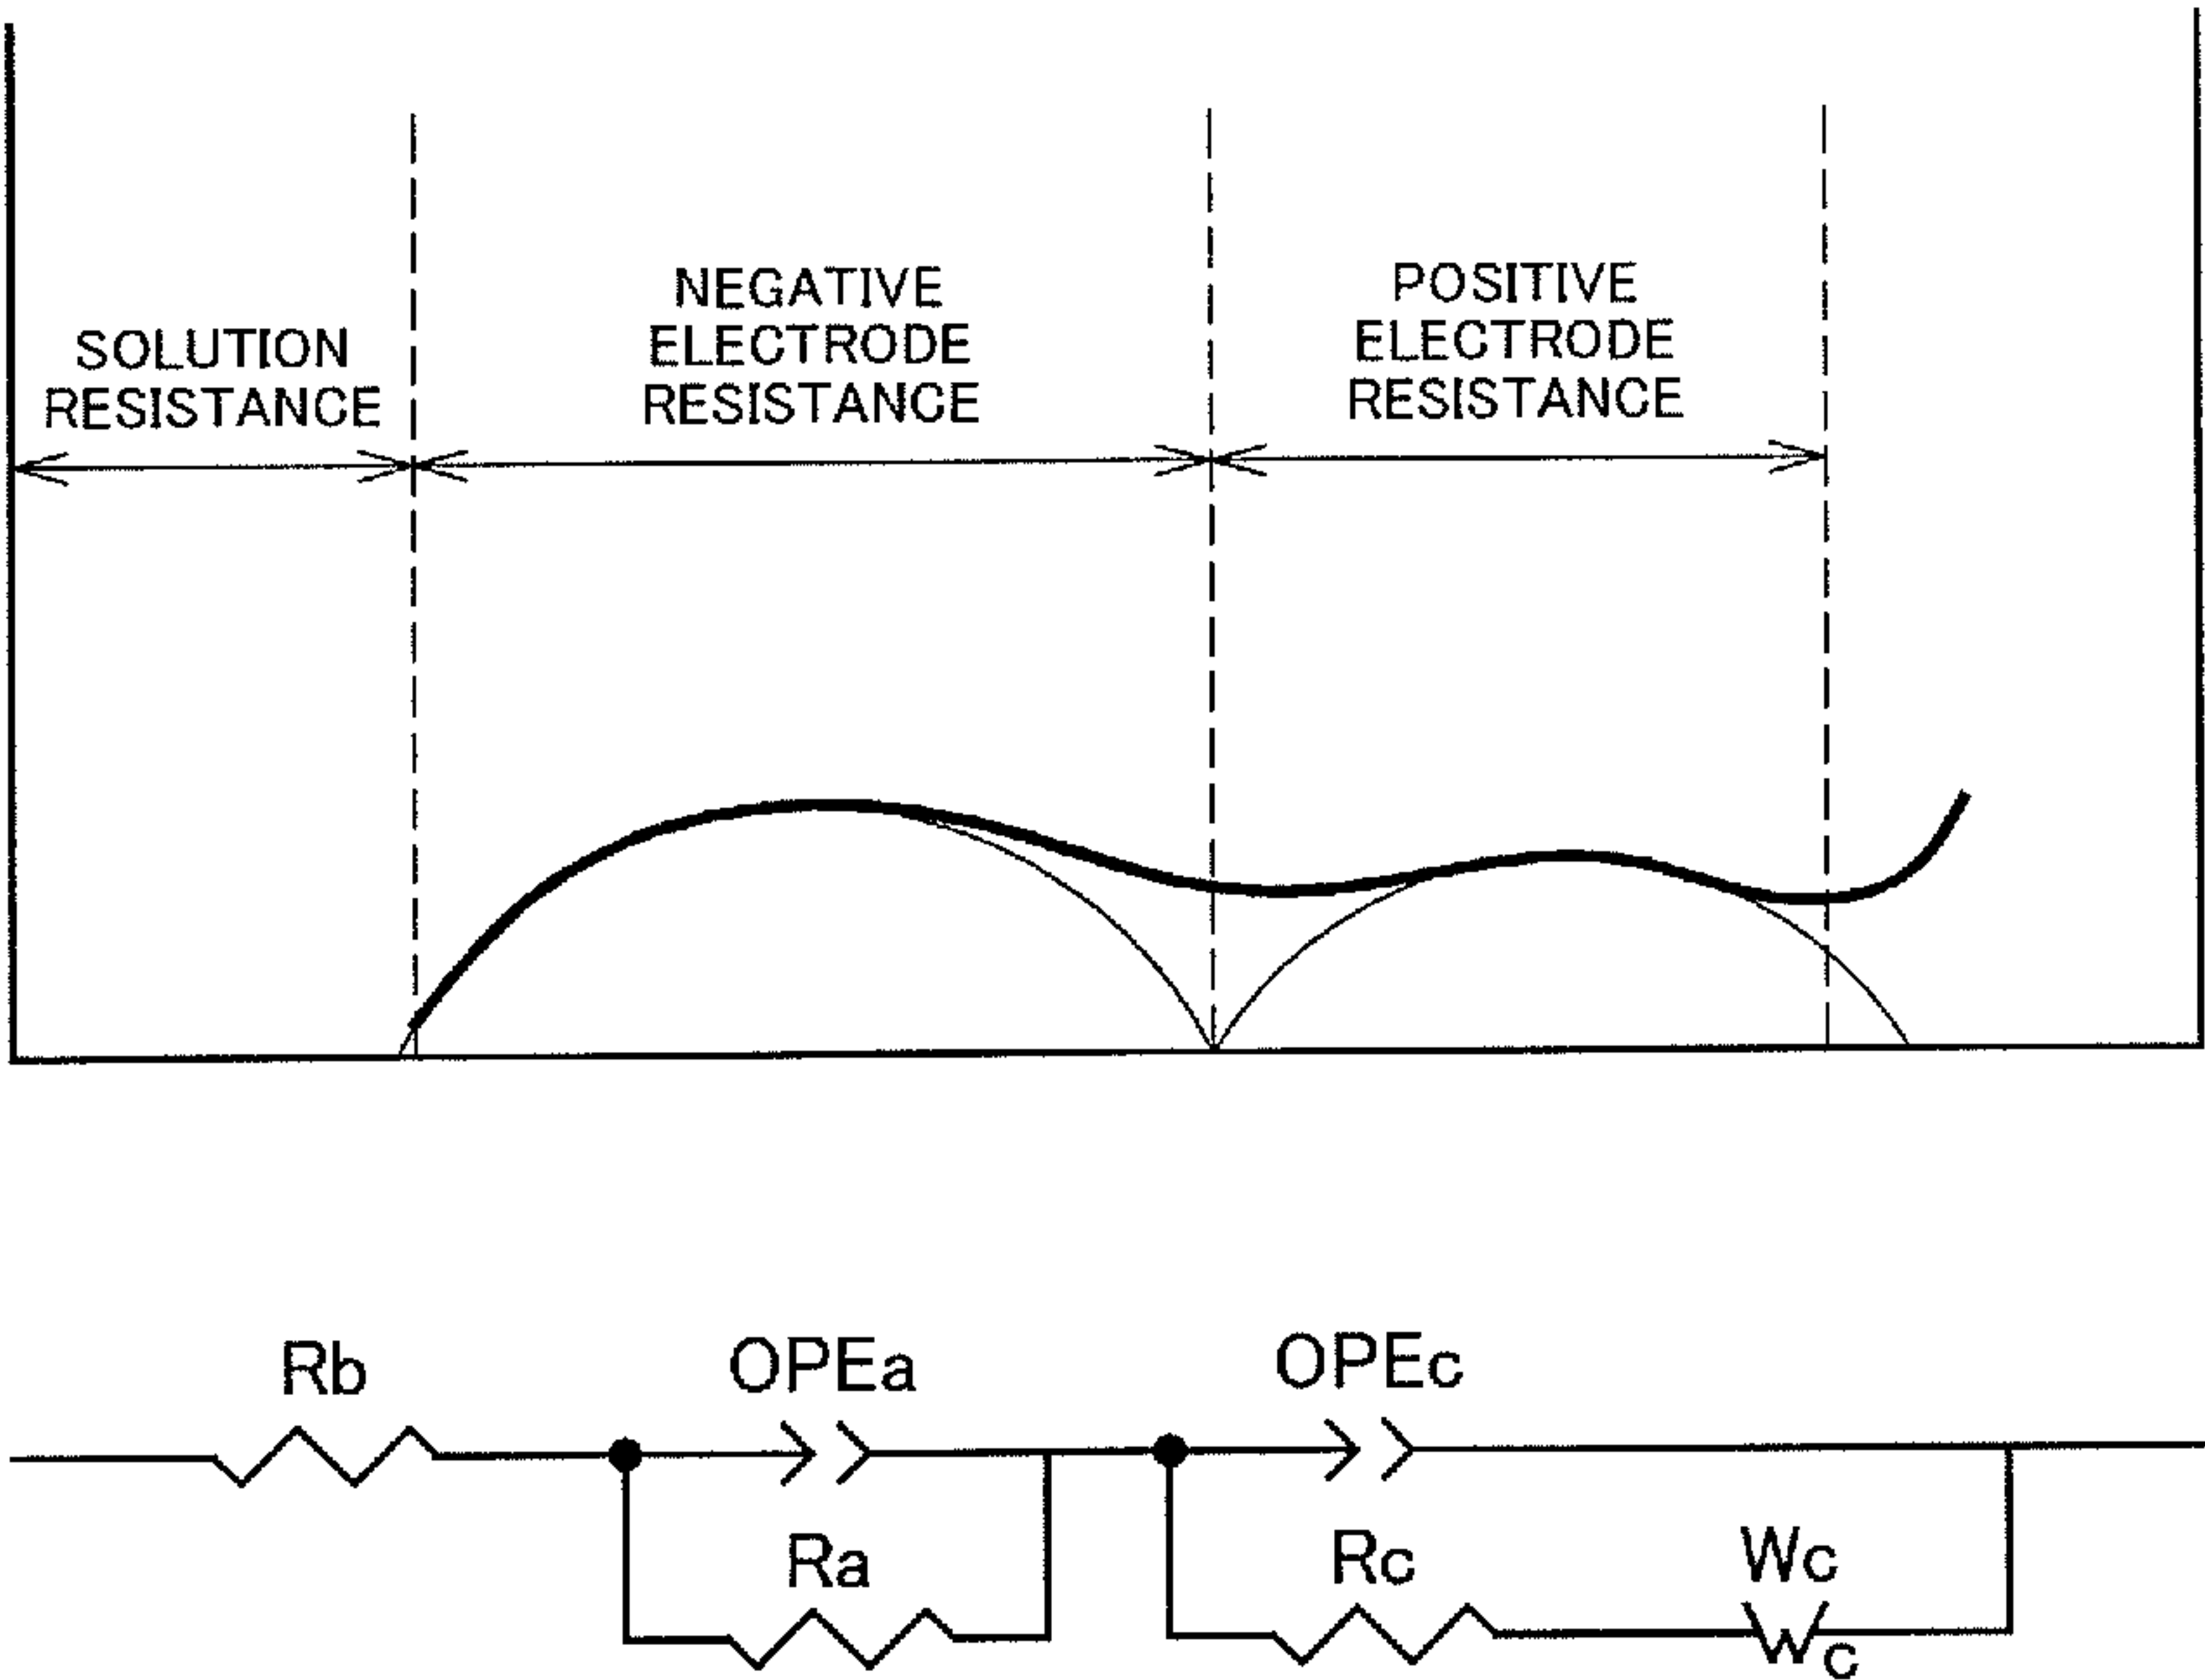 SOLUTION
RESISTANCE
NEGATIVE
ELECTRODE
RESISTANCE
POSITIVE
ELECTRODE
RESISTANCE
Rb
OPEa
OPEc
Ra
Rc
Wc
Wc